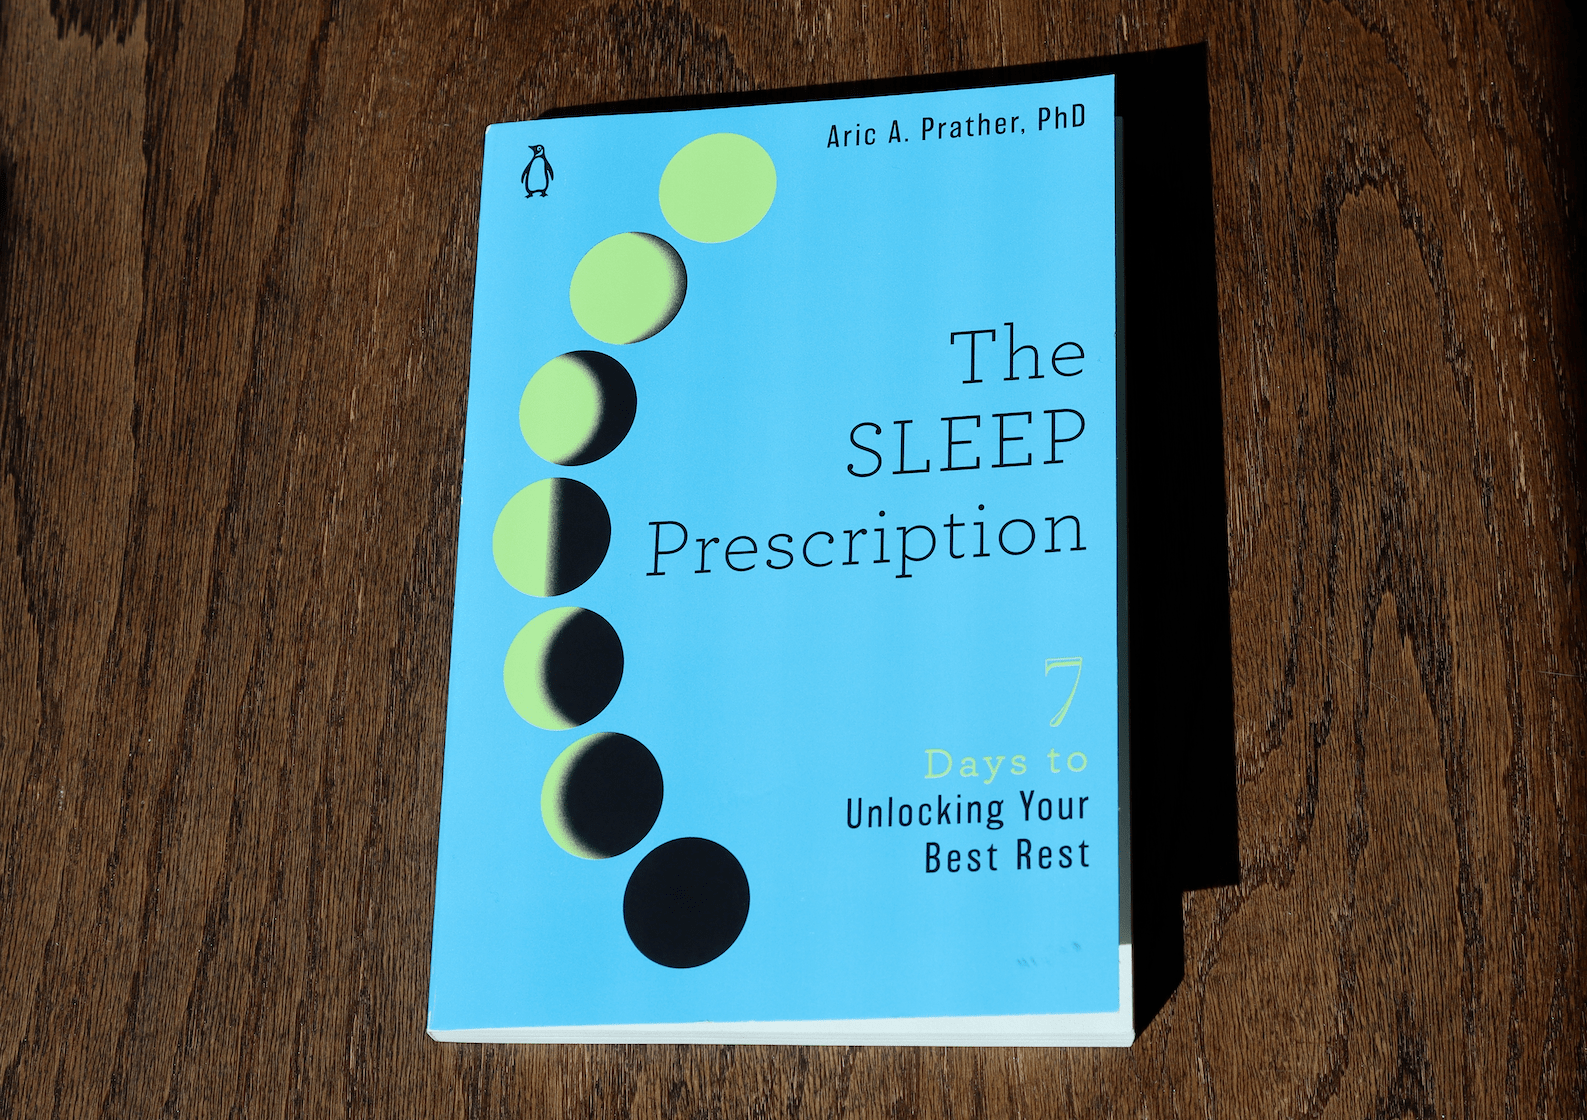 Aric A. Prather, PhD
The
SLEEP
Prescription
7
Days to
Unlocking Your
Best Rest